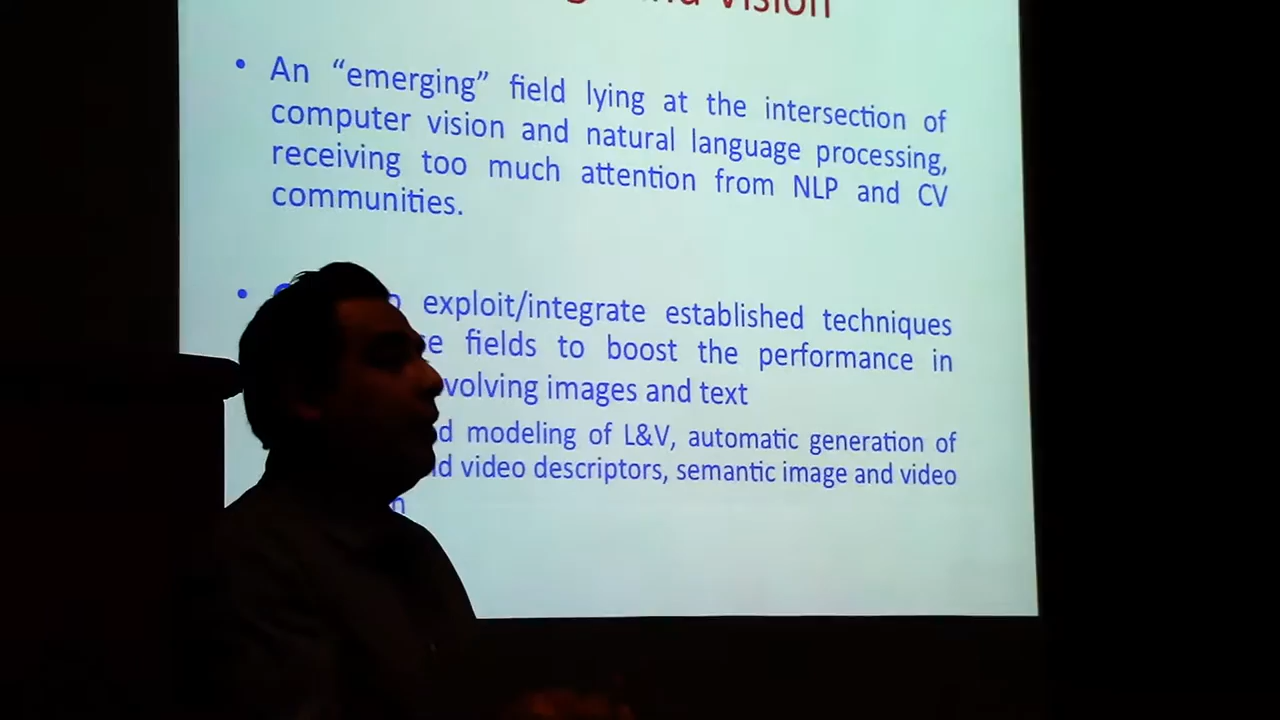 vision
• An “emerging” field lying at the intersection of
computer vision and natural language processing,
receiving too much attention from NLP and CV
communities.
• exploit/integrate established techniques
fields to boost the performance in
images and text
modeling of L&V, automatic generation of
video descriptors, semantic image and video